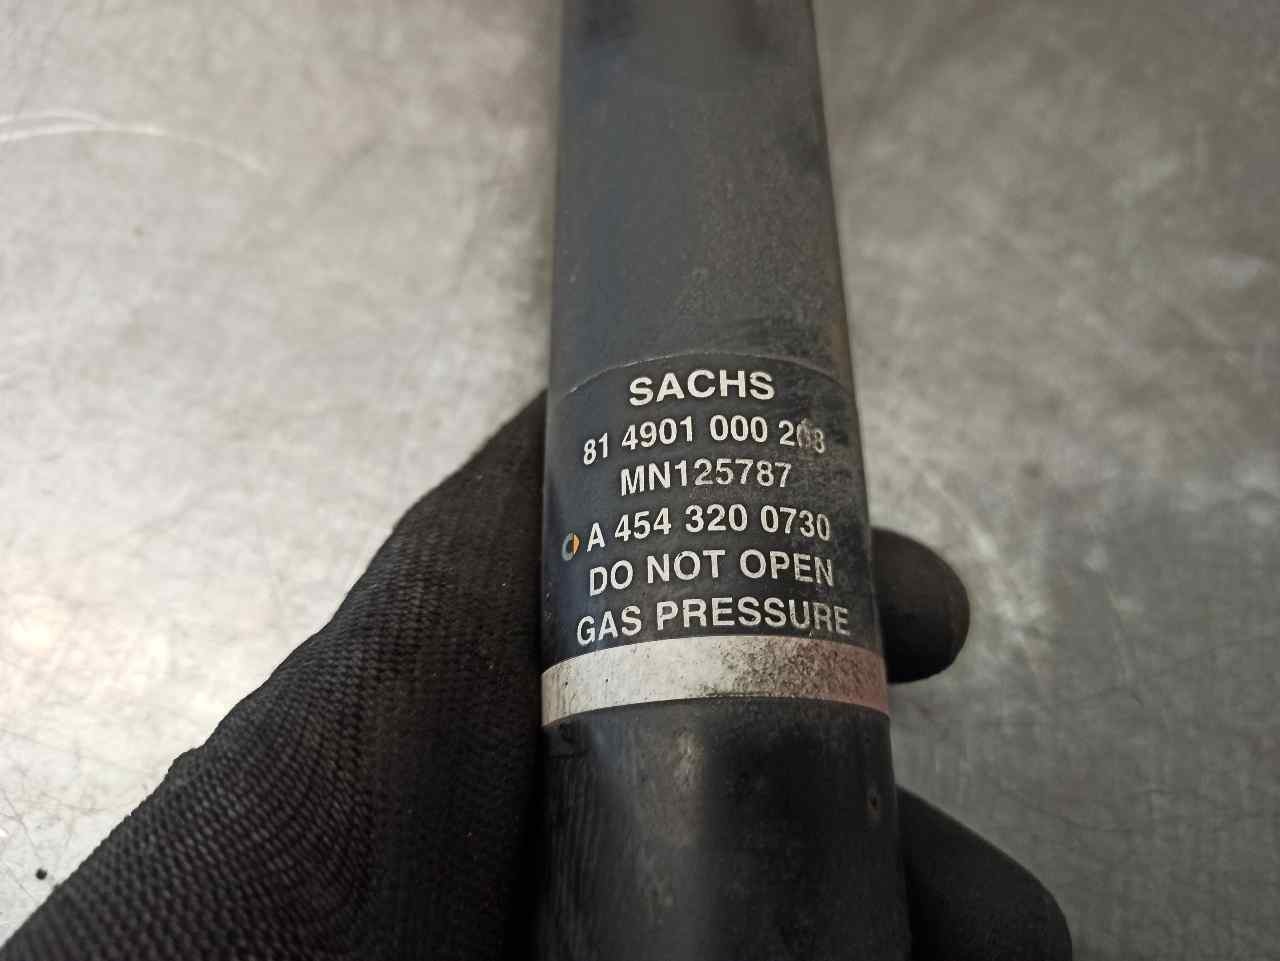 SACHS
81 4901 000
MN125787
A 454 320 0730
DO NOT OPEN
GAS PRESSURE